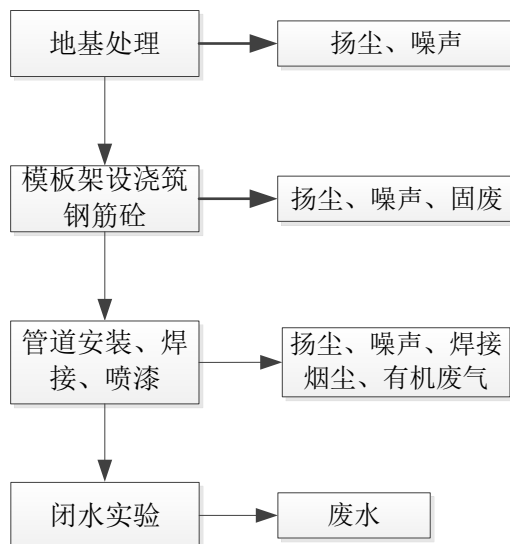 地基处理
扬尘、噪声
模板架设浇筑
钢筋砼
扬尘、噪声、固废
管道安装、焊
接、喷漆
扬尘、噪声、焊接
烟尘、有机废气
闭水实验
废水